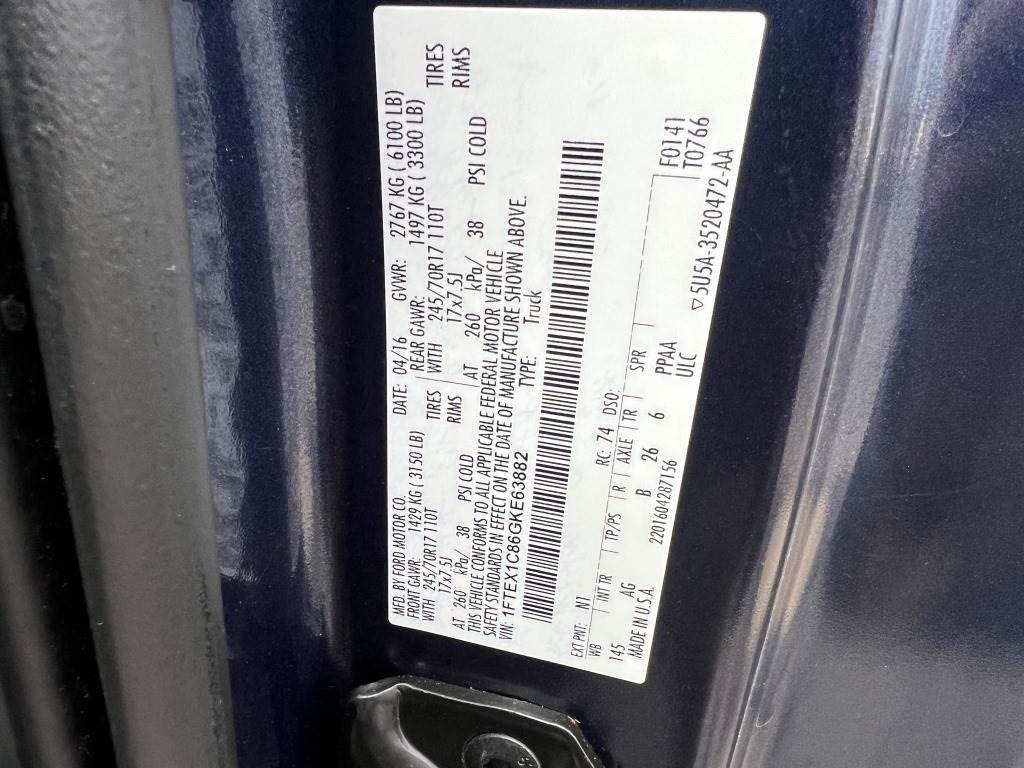 MFD. BY FORD MOTOR CO. DATE: 04/16 GVWR: 2767 KG ( 6100 LB)
FRONT GAWR: 1429 KG ( 3150 LB) REAR GAWR: 1497 KG ( 3300 LB)
WITH 245/70R17 110T TIRES WITH 245/70R17 110T TIRES
17x7.5J RIMS 17x7.5J RIMS
AT 260 kPa/ 38 PSI COLD AT 260 kPa/ 38 PSI COLD
THIS VEHICLE CONFORMS TO ALL APPLICABLE FEDERAL MOTOR VEHICLE
SAFETY STANDARDS IN EFFECT ON THE DATE OF MANUFACTURE SHOWN ABOVE.
VIN: 1FTEX1C86GKE63882 TYPE: Truck
EXT PNT: N1 RC: 74 DSO: F0141
WB INT TR TP/PS R AXLE TR SPR T0766
145 AG B 26 6 PPAA
MADE IN U.S.A. 2201604287156 ULC
5U5A-3520472-AA